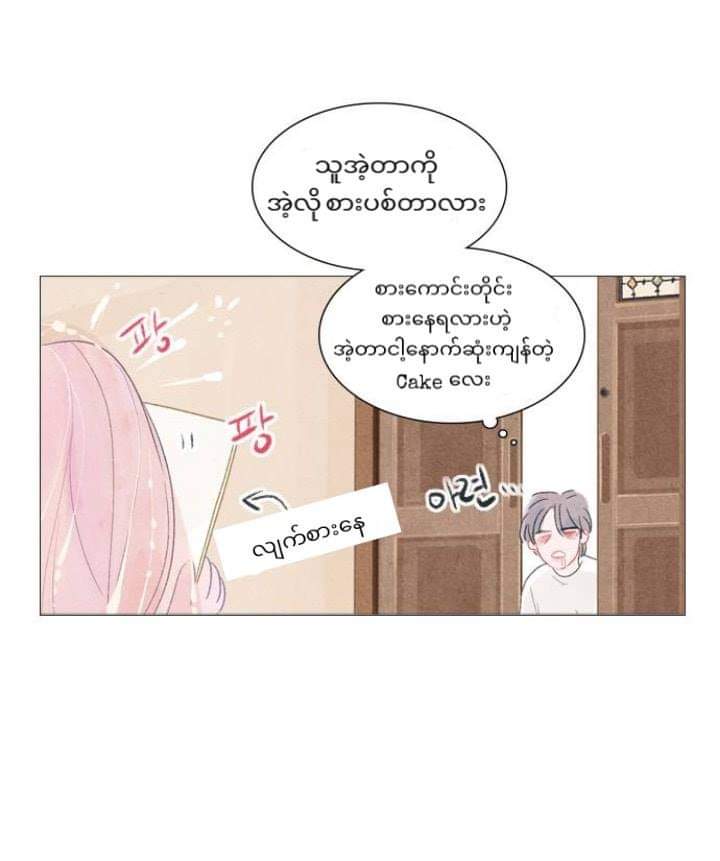 သူအဲ့တာကို
အဲ့လို စားပစ်တာလား
စားကောင်းတိုင်း
စားနေရလားဟဲ့
အဲ့တာငါ့နောက်ဆုံးကျန်တဲ့
Cake လေး
팡
팡
아련...
လျက်စားနေ